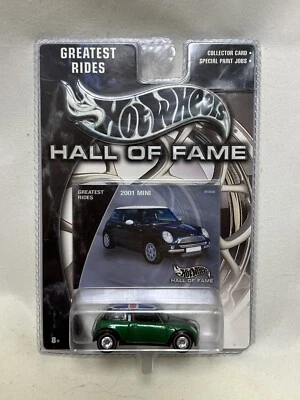 GREATEST
RIDES
COLLECTOR CARD •
SPECIAL PAINT JOBS •
Hot Wheels
HALL OF FAME
GREATEST
RIDES
2001 MINI
Hot Wheels
HALL OF FAME
8+